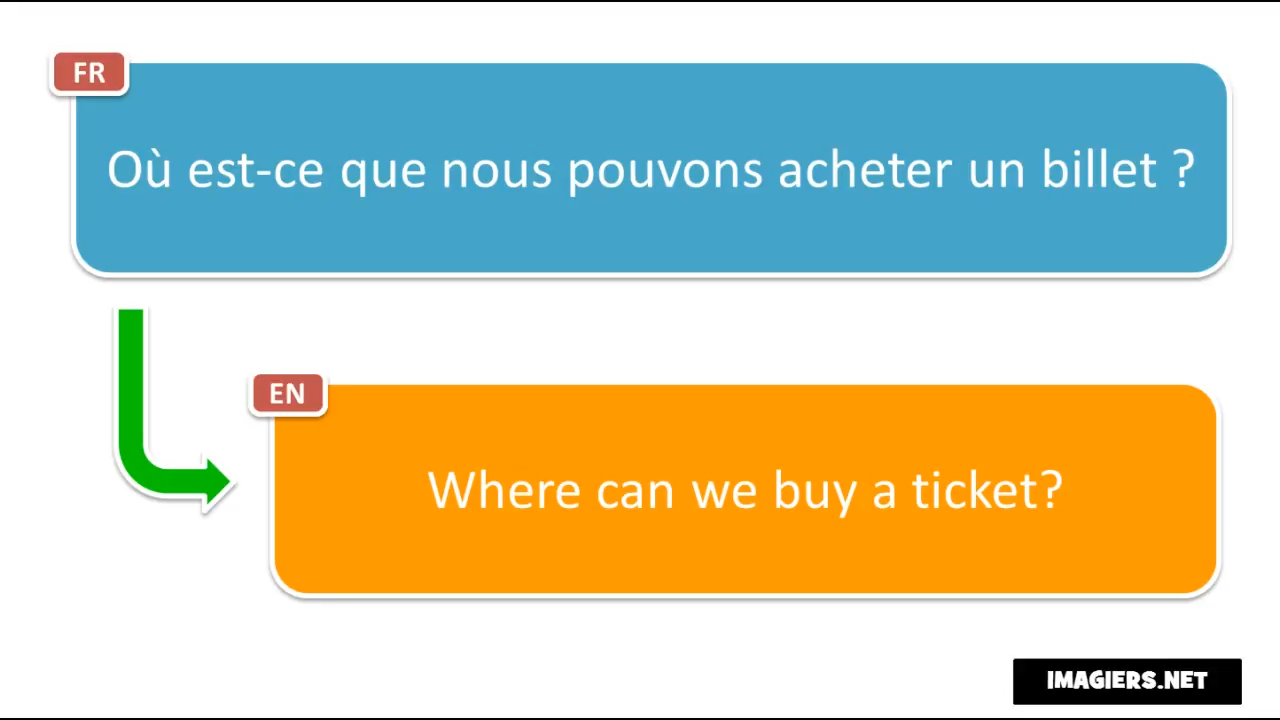 FR
Où est-ce que nous pouvons acheter un billet ?
EN
Where can we buy a ticket?
IMAGIERS.NET